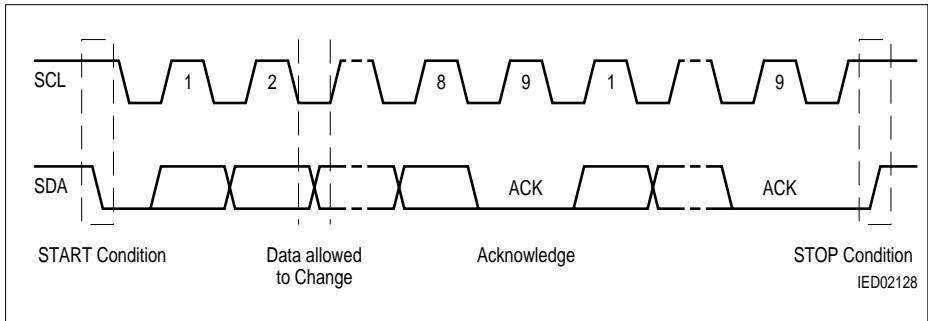 SCL 1 2 8 9 1 9
SDA ACK ACK
START Condition Data allowed Acknowledge STOP Condition
to Change
IED02128